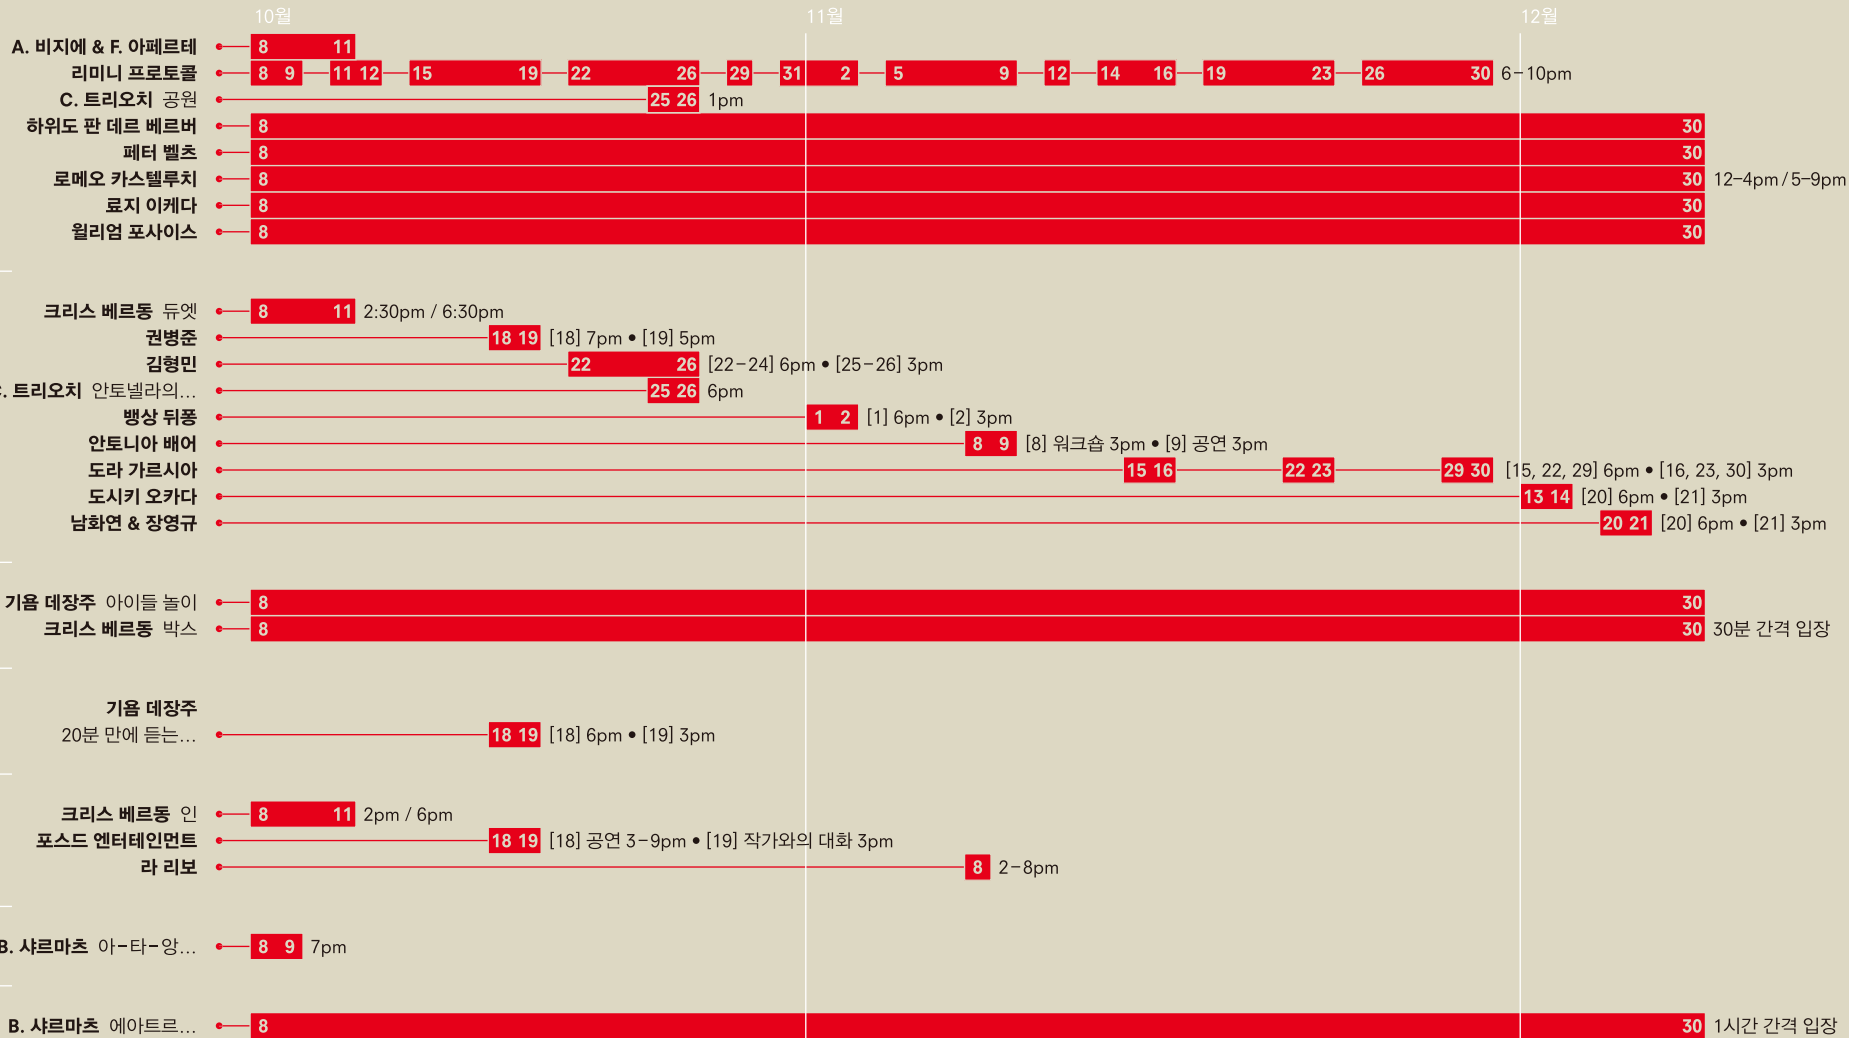 10월 11월 12월
A. 비지에 & F. 아페르테 8 11
리미니 프로토콜 8 9 11 12 15 19 22 26 29 31 2 5 9 12 14 16 19 23 26 30 6–10pm
C. 트리오치 공원 25 26 1pm
하위도 판 데르 베르버 8 30
페터 벨츠 8 30
로메오 카스텔루치 8 30 12–4pm / 5–9pm
료지 이케다 8 30
윌리엄 포사이스 8 30
크리스 베르동 듀엣 8 11 2:30pm / 6:30pm
권병준 18 19 [18] 7pm • [19] 5pm
김형민 22 26 [22–24] 6pm • [25–26] 3pm
C. 트리오치 안토넬라의... 25 26 6pm
뱅상 뒤퐁 1 2 [1] 6pm • [2] 3pm
안토니아 배어 8 9 [8] 워크숍 3pm • [9] 공연 3pm
도라 가르시아 15 16 22 23 29 30 [15, 22, 29] 6pm • [16, 23, 30] 3pm
도시키 오카다 13 14 [20] 6pm • [21] 3pm
남화연 & 장영규 20 21 [20] 6pm • [21] 3pm
기욤 데장주 아이들 놀이 8 30
크리스 베르동 박스 8 30 30분 간격 입장
기욤 데장주
20분 만에 듣는... 18 19 [18] 6pm • [19] 3pm
크리스 베르동 인 8 11 2pm / 6pm
포스드 엔터테인먼트 18 19 [18] 공연 3–9pm • [19] 작가와의 대화 3pm
라 리보 8 2–8pm
B. 샤르마츠 아–타–앙... 8 9 7pm
B. 샤르마츠 에아트르... 8 30 1시간 간격 입장